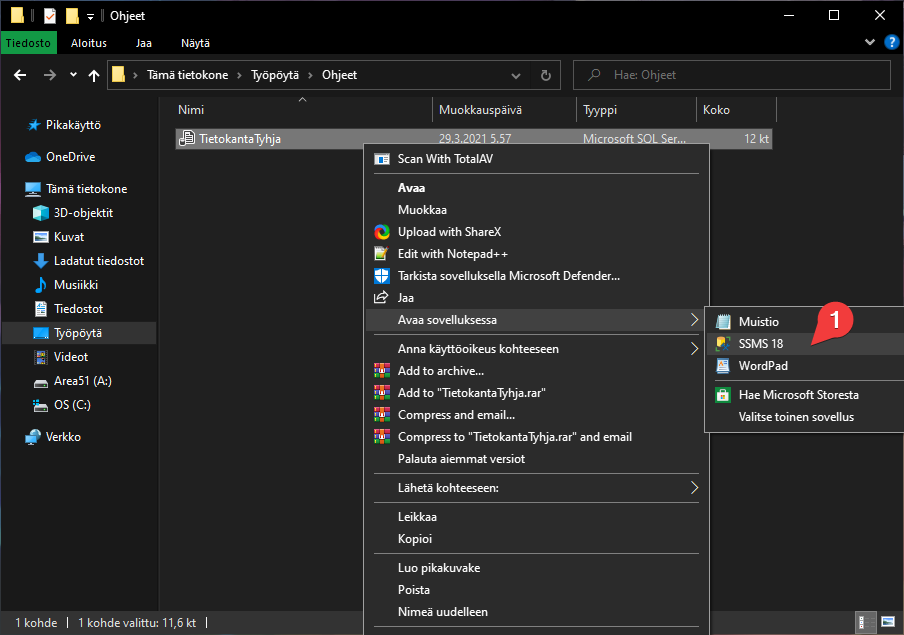 Ohjeet
Tiedosto Aloitus Jaa Näytä
Tämä tietokone Työpöytä Ohjeet
Hae: Ohjeet
Nimi Muokkauspäivä Tyyppi Koko
TietokantaTyhja 29.3.2021 5.57 Microsoft SQL Ser... 12 kt
Pikakäyttö
OneDrive
Tämä tietokone
3D-objektit
Kuvat
Ladatut tiedostot
Musiikki
Tiedostot
Työpöytä
Videot
Area51 (A:)
OS (C:)
Verkko
Scan With TotalAV
Avaa
Muokkaa
Upload with ShareX
Edit with Notepad++
Tarkista sovelluksella Microsoft Defender...
Jaa
Avaa sovelluksessa
Anna käyttöoikeus kohteeseen
Add to archive...
Add to "TietokantaTyhja.rar"
Compress and email...
Compress to "TietokantaTyhja.rar" and email
Palauta aiemmat versiot
Lähetä kohteeseen:
Leikkaa
Kopioi
Luo pikakuvake
Poista
Nimeä uudelleen
Muistio
1
SSMS 18
WordPad
Hae Microsoft Storesta
Valitse toinen sovellus
1 kohde 1 kohde valittu: 11,6 kt